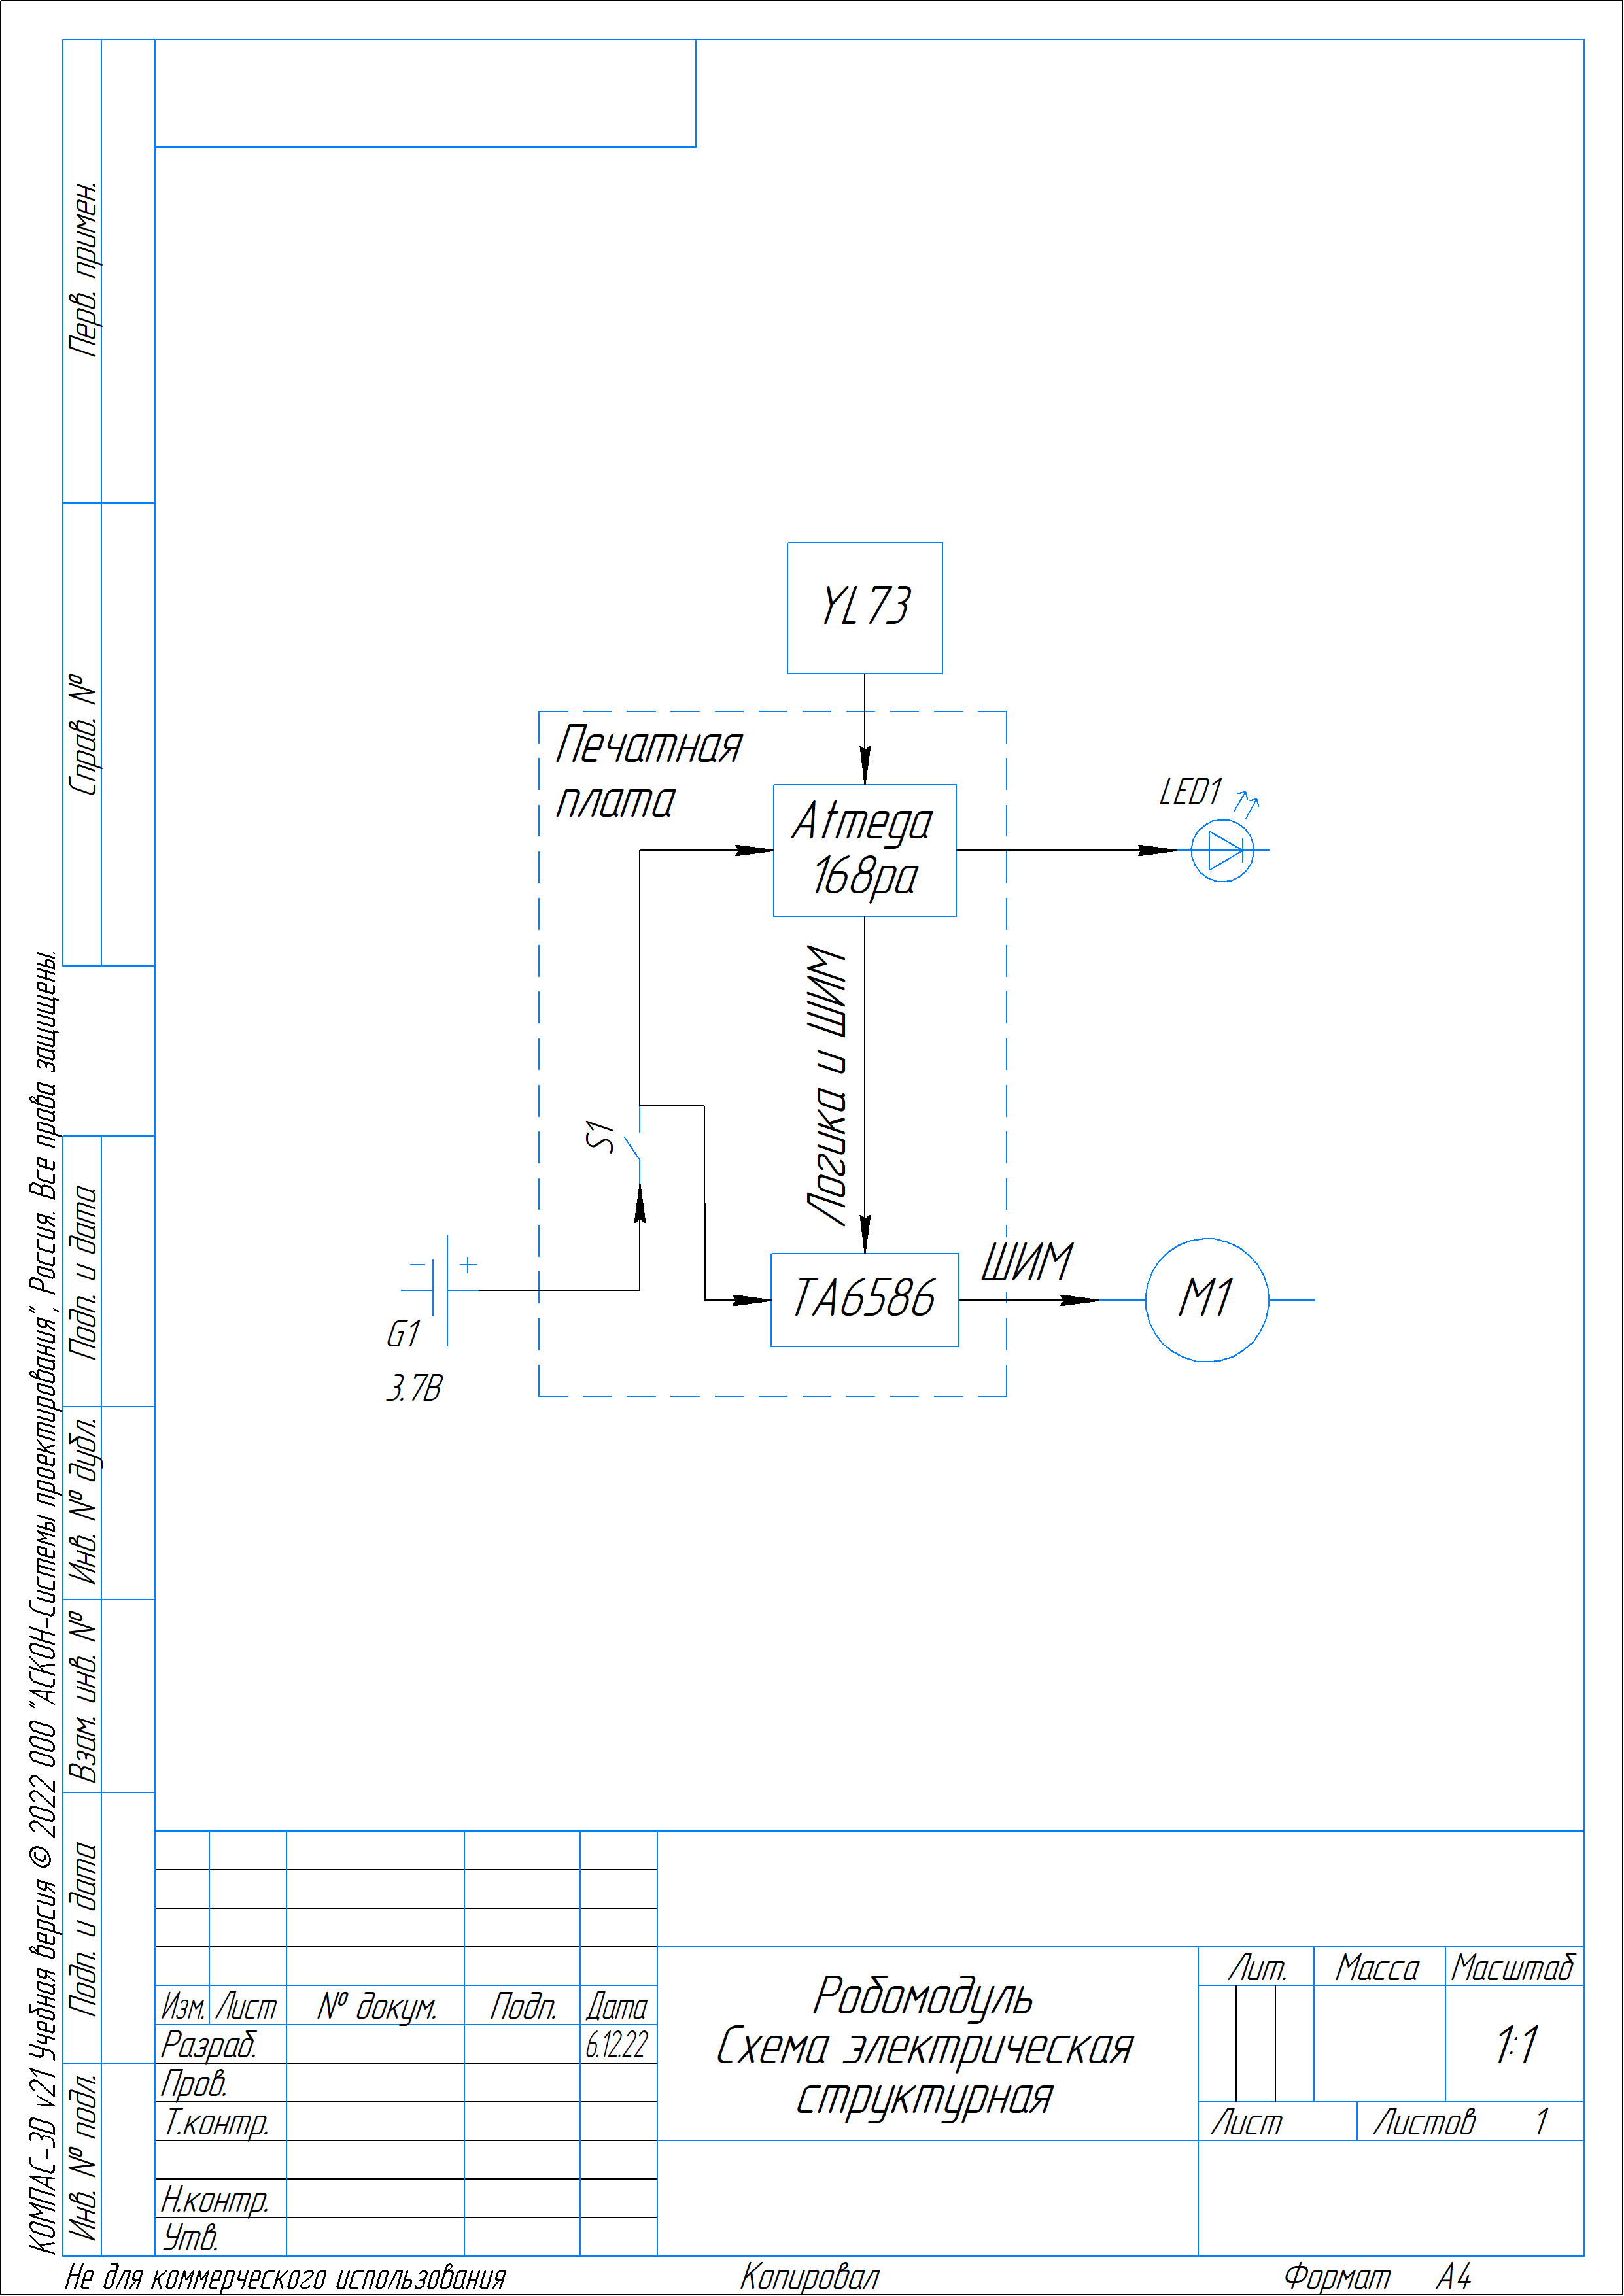 Перв. примен.
Справ. №
Подп. и дата
Инв. № дубл.
Взам. инв. №
Подп. и дата
Инв. № подл.
КОМПАС-3D v21 Учебная версия © 2022 ООО "АСКОН-Системы проектирования", Россия. Все права защищены.
YL73
Печатная
плата
Atmega
168pa
LED1
Логика и ШИМ
S1
G1
3.7В
TA6586
ШИМ
М1
Изм. Лист № докум. Подп. Дата
Разраб. 6.12.22
Пров.
Т.контр.
Н.контр.
Утв.
Робомодуль
Схема электрическая
структурная
Лит. Масса Масштаб
1:1
Лист Листов 1
Не для коммерческого использования
Копировал
Формат А4